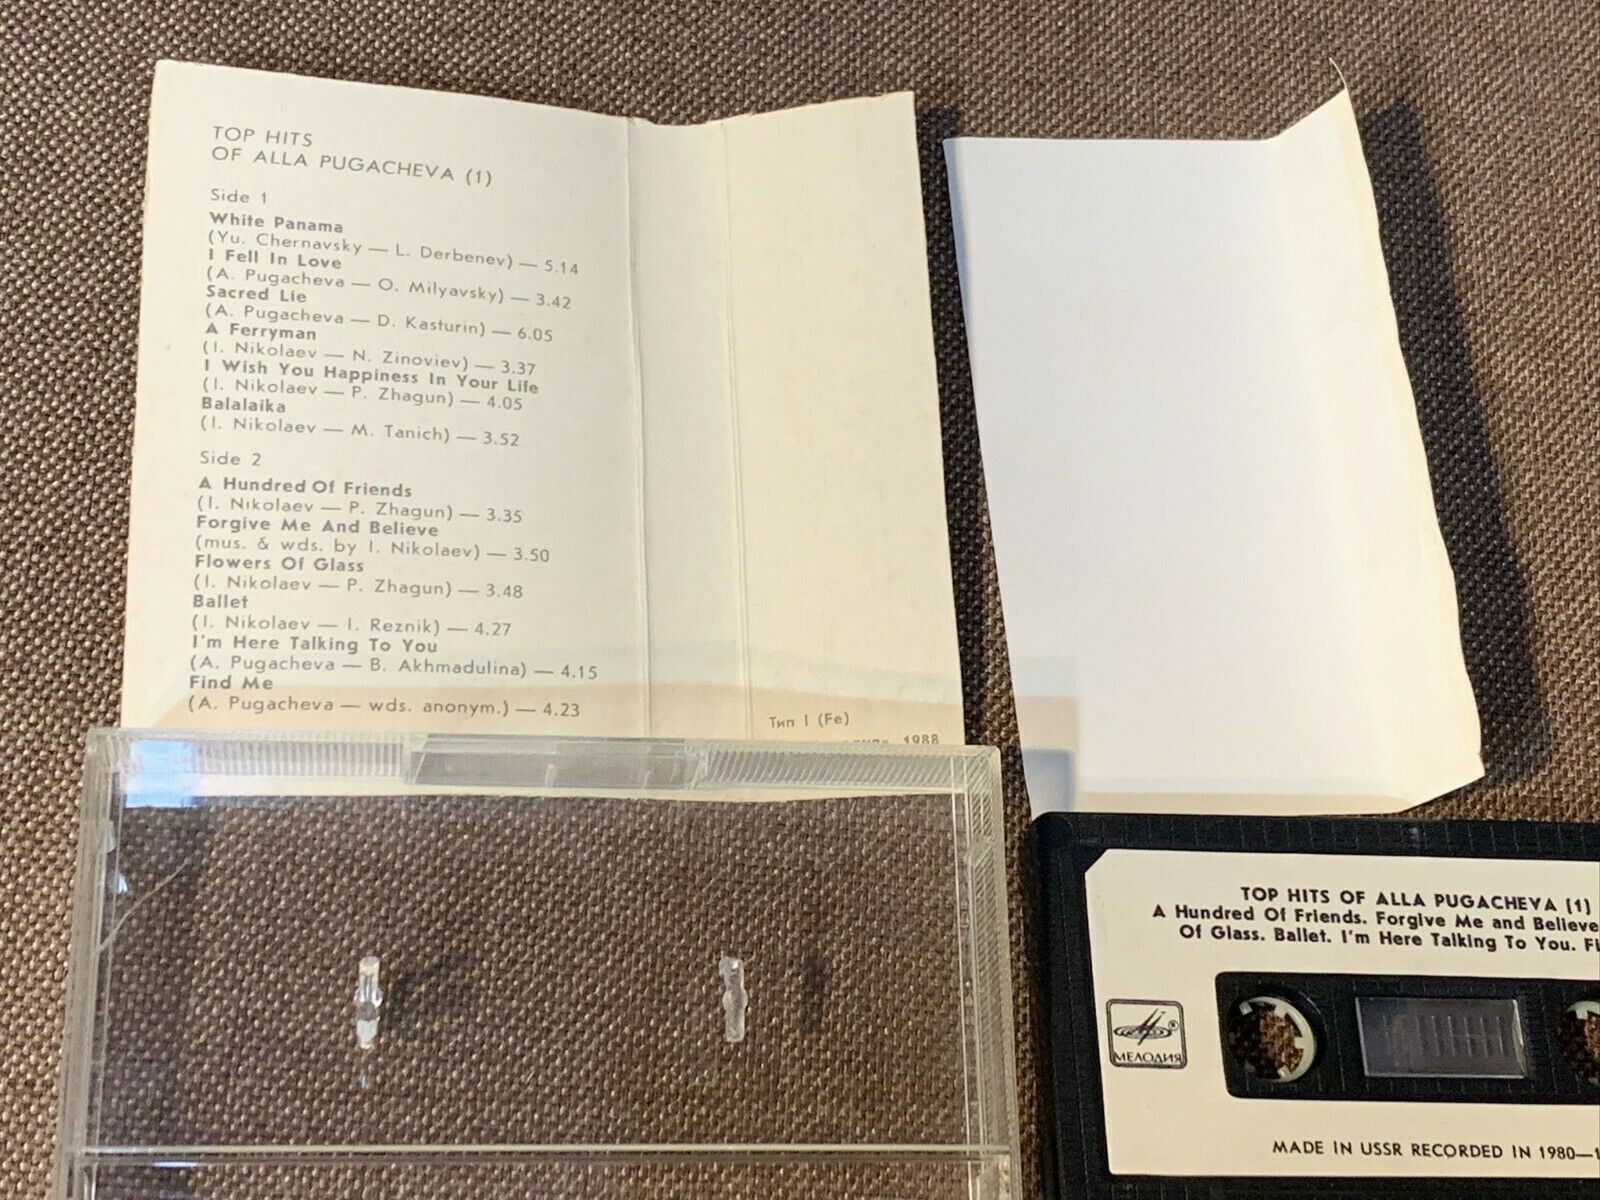 TOP HITS
OF ALLA PUGACHEVA (1)
Side 1
White Panama
(Yu. Chernavsky — L. Derbenev) — 5.14
I Fell In Love
(A. Pugacheva — O. Milyavsky) — 3.42
Sacred Lie
(A. Pugacheva — D. Kasturin) — 6.05
A Ferryman
(I. Nikolaev — N. Zinoviev) — 3.37
I Wish You Happiness In Your Life
(I. Nikolaev — P. Zhagun) — 4.05
Balalaika
(I. Nikolaev — M. Tanich) — 3.52
Side 2
A Hundred Of Friends
(I. Nikolaev — P. Zhagun) — 3.35
Forgive Me And Believe
(mus. & wds. by I. Nikolaev) — 3.50
Flowers Of Glass
(I. Nikolaev — P. Zhagun) — 3.48
Ballet
(I. Nikolaev — I. Reznik) — 4.27
I'm Here Talking To You
(A. Pugacheva — B. Akhmadulina) — 4.15
Find Me
(A. Pugacheva — wds. anonym.) — 4.23
Тип I (Fe)
1988
TOP HITS OF ALLA PUGACHEVA (1)
A Hundred Of Friends. Forgive Me and Believe
Of Glass. Ballet. I'm Here Talking To You.
МЕЛОДИЯ
MADE IN USSR RECORDED IN 1980—